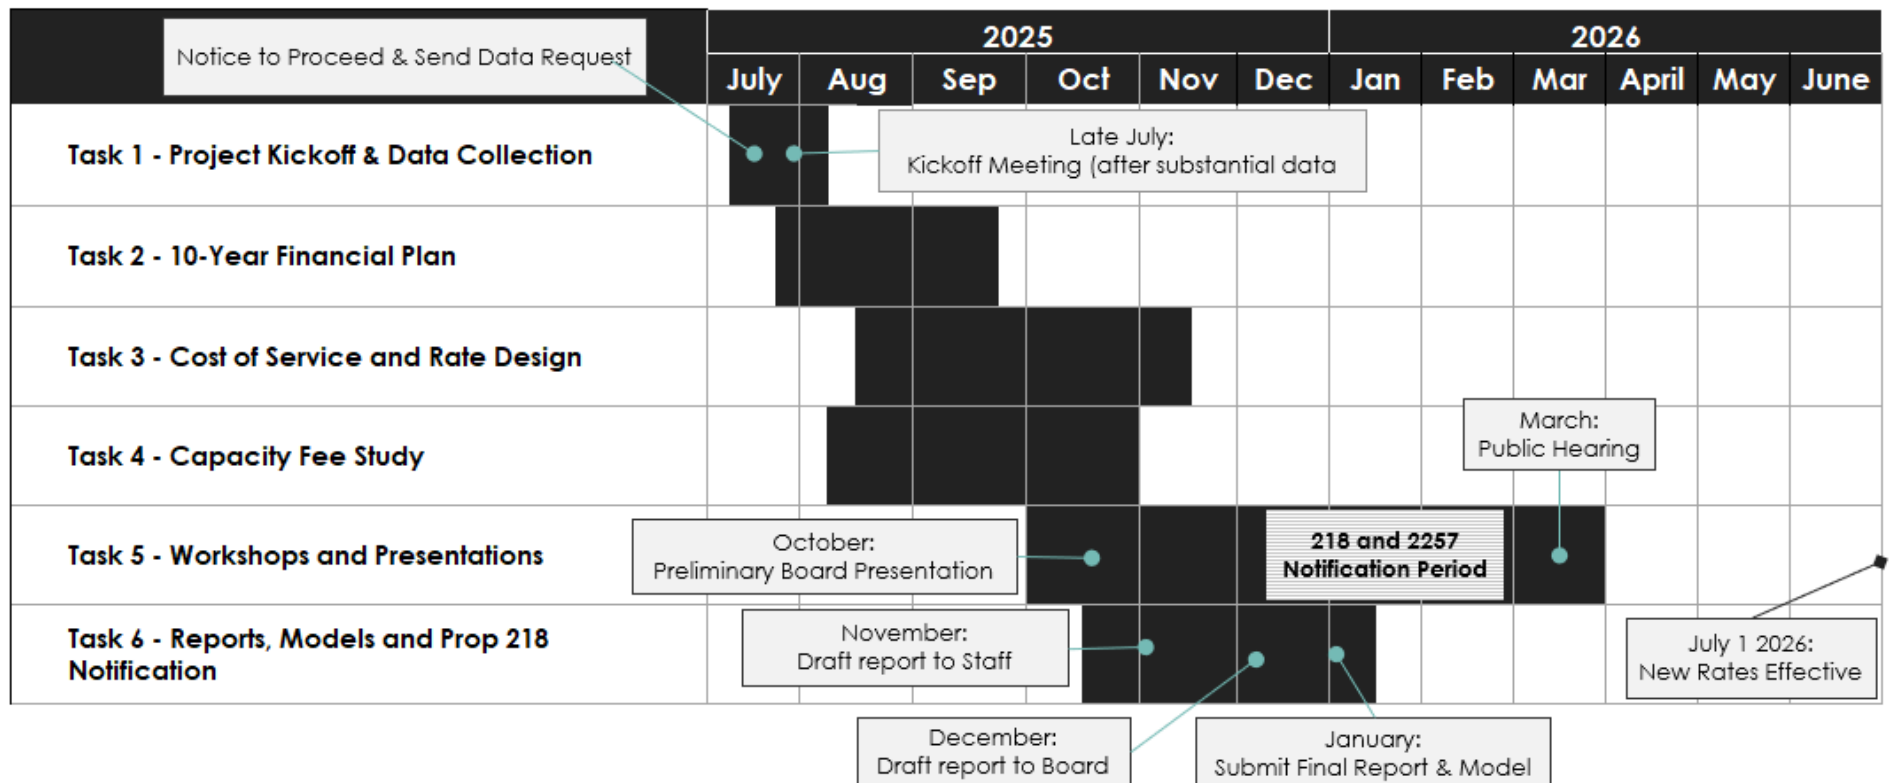 Notice to Proceed & Send Data Request
2025
2026
July
Aug
Sep
Oct
Nov
Dec
Jan
Feb
Mar
April
May
June
Task 1 - Project Kickoff & Data Collection
Late July:
Kickoff Meeting (after substantial data
Task 2 - 10-Year Financial Plan
Task 3 - Cost of Service and Rate Design
Task 4 - Capacity Fee Study
March:
Public Hearing
Task 5 - Workshops and Presentations
October:
Preliminary Board Presentation
218 and 2257
Notification Period
Task 6 - Reports, Models and Prop 218
Notification
November:
Draft report to Staff
July 1 2026:
New Rates Effective
December:
Draft report to Board
January:
Submit Final Report & Model